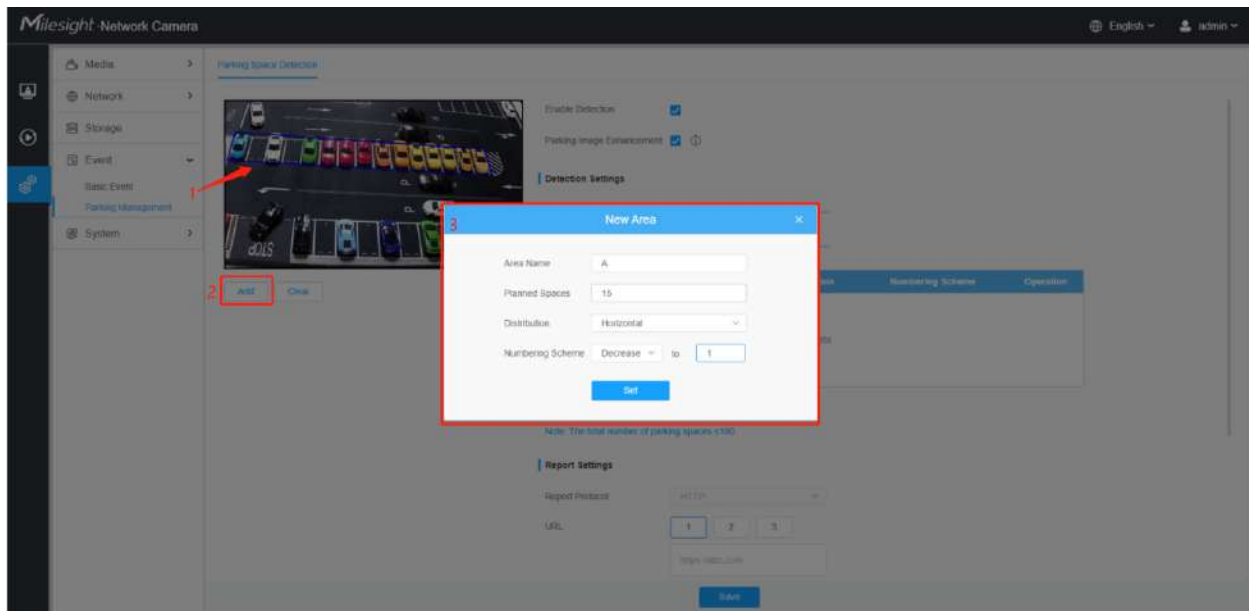 Milesight Network Camera
English
admin
Media
Network
Storage
Event
Basic Event
Parking Management
System
Parking Space Detection
1
STOP
2
Add
Clear
Enable Detection
Parking Image Enhancement
Detection Settings
Numbering Scheme
Operation
3
New Area
Area Name
A
Planned Spaces
15
Distribution
Horizontal
Numbering Scheme
Decrease
to
1
Set
Note: The total number of parking spaces ≤100.
Report Settings
Report Protocol
HTTP
URL
1
2
3
Save